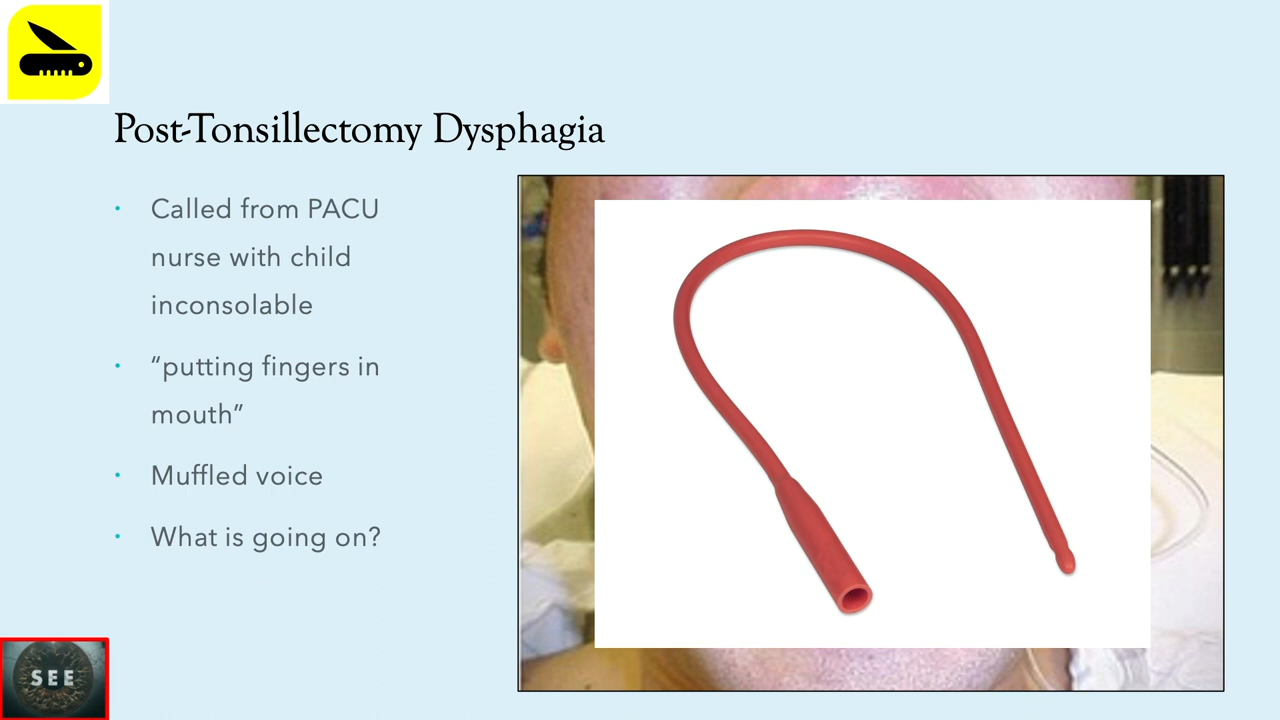 Post-Tonsillectomy Dysphagia
• Called from PACU
nurse with child
inconsolable
• “putting fingers in
mouth”
• Muffled voice
• What is going on?
SEE